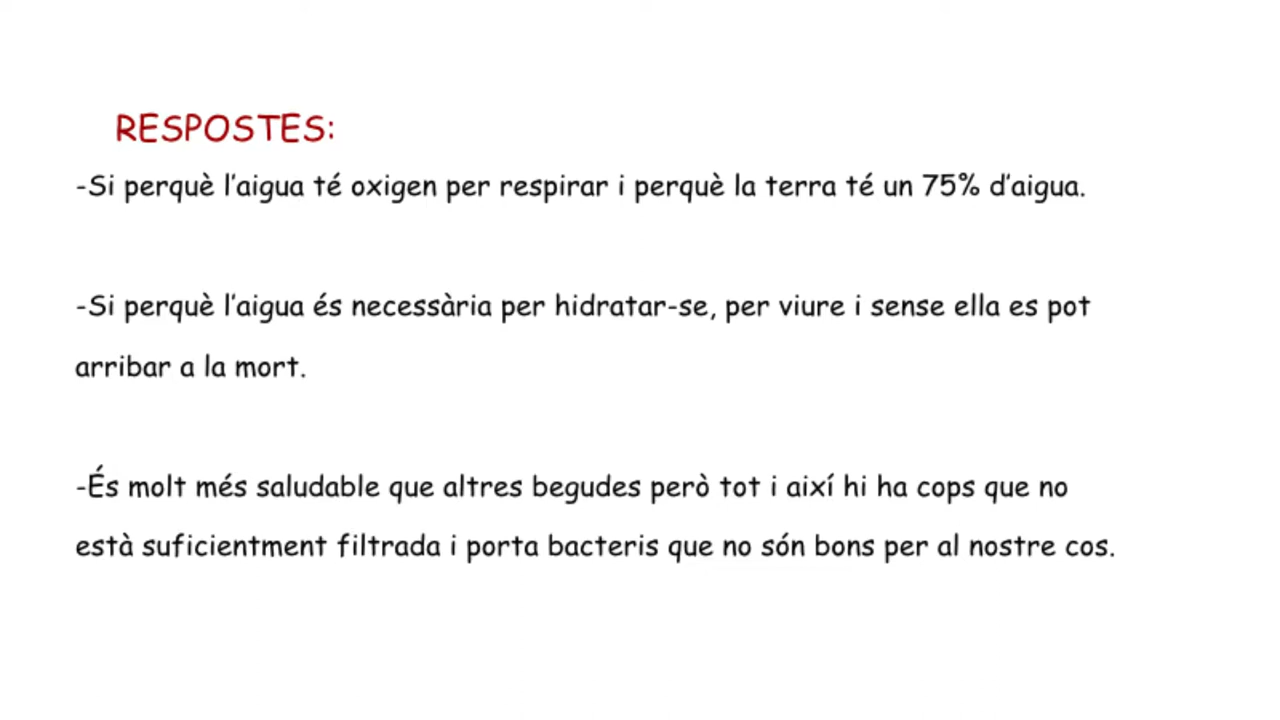 RESPOSTES:
-Si perquè l'aigua té oxigen per respirar i perquè la terra té un 75% d'aigua.
-Si perquè l'aigua és necessària per hidratar-se, per viure i sense ella es pot
arribar a la mort.
-És molt més saludable que altres begudes però tot i així hi ha cops que no
està suficientment filtrada i porta bacteris que no són bons per al nostre cos.